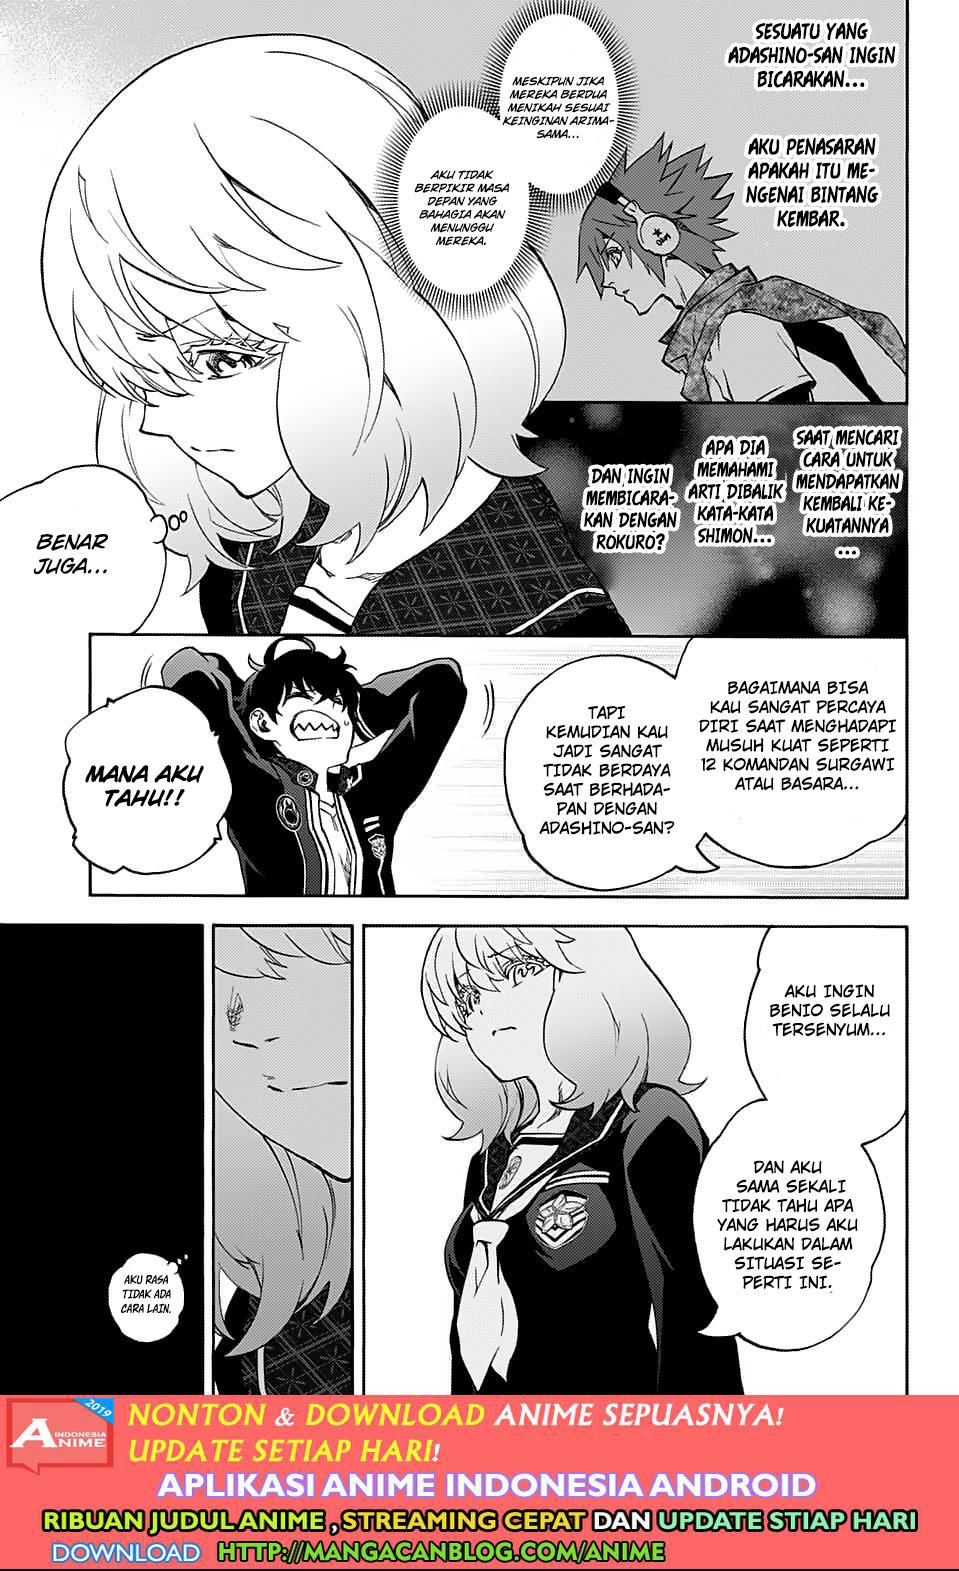 SESUATU YANG
ADASHINO-SAN INGIN
BICARAKAN...
AKU PENASARAN
APAKAH ITU ME-
NGENAI BINTANG
KEMBAR.
MESKIPUN JIKA
MEREKA BERDUA
MENIKAH SESUAI
KEINGINAN ARIMA-
SAMA...
AKU TIDAK
BERPIKIR MASA
DEPAN YANG
BAHAGIA AKAN
MENUNGGU
MEREKA.
SAAT MENCARI
CARA UNTUK
MENDAPATKAN
KEMBALI KE-
KUATANNYA
...
APA DIA
MEMAHAMI
ARTI DIBALIK
KATA-KATA
SHIMON...
DAN INGIN
MEMBICARA-
KAN DENGAN
ROKURO?
BENAR
JUGA...
BAGAIMANA BISA
KAU SANGAT PERCAYA
DIRI SAAT MENGHADAPI
MUSUH KUAT SEPERTI
12 KOMANDAN SURGAWI
ATAU BASARA...
TAPI
KEMUDIAN KAU
JADI SANGAT
TIDAK BERDAYA
SAAT BERHADA-
PAN DENGAN
ADASHINO-SAN?
MANA AKU
TAHU!!
AKU INGIN
BENIO SELALU
TERSENYUM...
DAN AKU
SAMA SEKALI
TIDAK TAHU APA
YANG HARUS AKU
LAKUKAN DALAM
SITUASI SE-
PERTI INI.
AKU RASA
TIDAK ADA
CARA LAIN.
2019
A INDONESIA
ANIME
NONTON & DOWNLOAD ANIME SEPUASNYA!
UPDATE SETIAP HARI!
APLIKASI ANIME INDONESIA ANDROID
RIBUAN JUDUL ANIME , STREAMING CEPAT DAN UPDATE STIAP HARI
DOWNLOAD HTTP://MANGACANBLOG.COM/ANIME